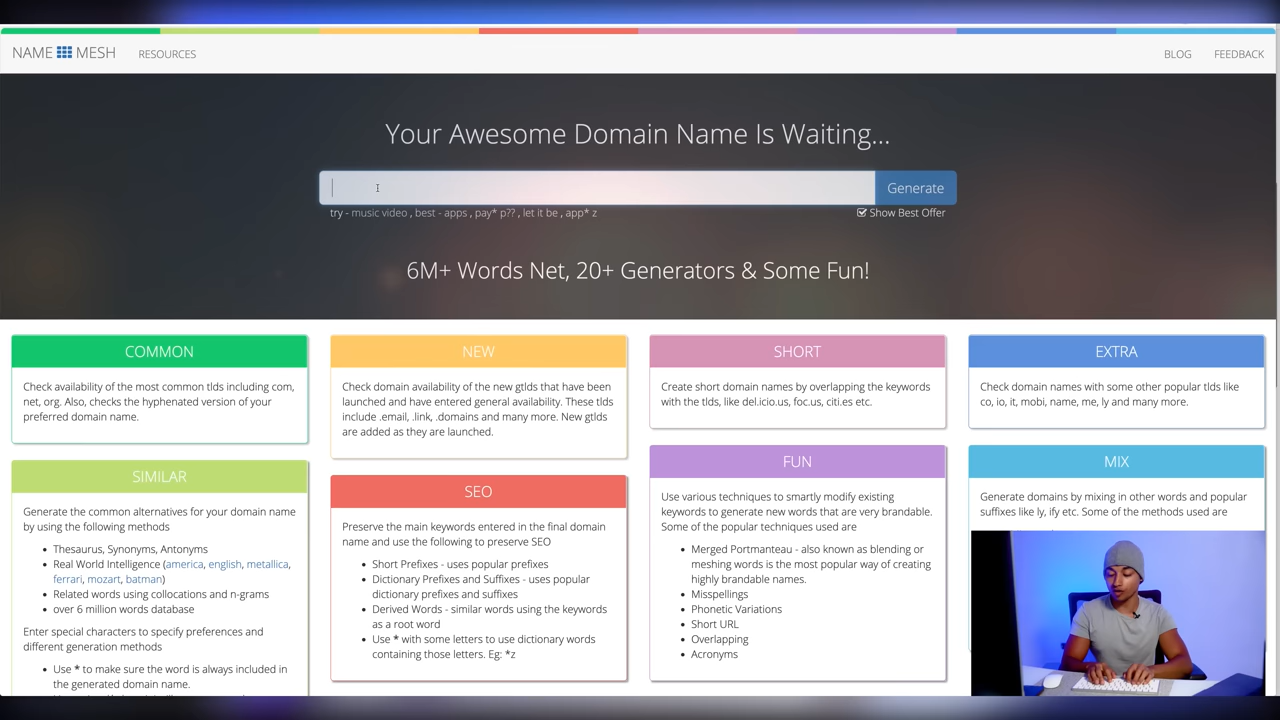 NAME MESH RESOURCES BLOG FEEDBACK
Your Awesome Domain Name Is Waiting...
Generate
try - music video , best - apps , pay* p?? , let it be , app* z Show Best Offer
6M+ Words Net, 20+ Generators & Some Fun!
COMMON
Check availability of the most common tlds including com,
net, org. Also, checks the hyphenated version of your
preferred domain name.
SIMILAR
Generate the common alternatives for your domain name
by using the following methods
Thesaurus, Synonyms, Antonyms
Real World Intelligence (america, english, metallica,
ferrari, mozart, batman)
Related words using collocations and n-grams
over 6 million words database
Enter special characters to specify preferences and
different generation methods
Use * to make sure the word is always included in
the generated domain name.
NEW
Check domain availability of the new gtlds that have been
launched and have entered general availability. These tlds
include .email, .link, .domains and many more. New gtlds
are added as they are launched.
SEO
Preserve the main keywords entered in the final domain
name and use the following to preserve SEO
Short Prefixes - uses popular prefixes
Dictionary Prefixes and Suffixes - uses popular
dictionary prefixes and suffixes
Derived Words - similar words using the keywords
as a root word
Use * with some letters to use dictionary words
containing those letters. Eg: *z
SHORT
Create short domain names by overlapping the keywords
with the tlds, like del.icio.us, foc.us, citi.es etc.
FUN
Use various techniques to smartly modify existing
keywords to generate new words that are very brandable.
Some of the popular techniques used are
Merged Portmanteau - also known as blending or
meshing words is the most popular way of creating
highly brandable names.
Misspellings
Phonetic Variations
Short URL
Overlapping
Acronyms
EXTRA
Check domain names with some other popular tlds like
co, io, it, mobi, name, me, ly and many more.
MIX
Generate domains by mixing in other words and popular
suffixes like ly, ify etc. Some of the methods used are